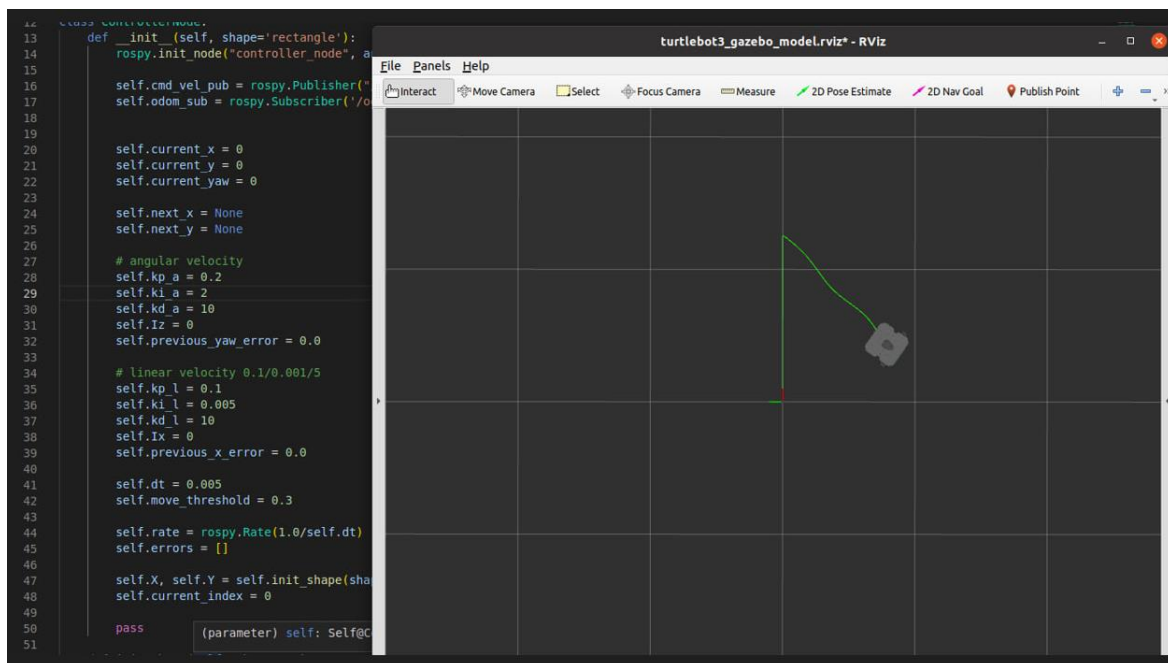 12 class ControllerNode:
13 def __init__(self, shape='rectangle'):
14 rospy.init_node("controller_node", a
15
16 self.cmd_vel_pub = rospy.Publisher("
17 self.odom_sub = rospy.Subscriber('/o
18
19
20 self.current_x = 0
21 self.current_y = 0
22 self.current_yaw = 0
23
24 self.next_x = None
25 self.next_y = None
26
27 # angular velocity
28 self.kp_a = 0.2
29 self.ki_a = 2
30 self.kd_a = 10
31 self.Iz = 0
32 self.previous_yaw_error = 0.0
33
34 # linear velocity 0.1/0.001/5
35 self.kp_l = 0.1
36 self.ki_l = 0.005
37 self.kd_l = 10
38 self.Ix = 0
39 self.previous_x_error = 0.0
40
41 self.dt = 0.005
42 self.move_threshold = 0.3
43
44 self.rate = rospy.Rate(1.0/self.dt)
45 self.errors = []
46
47 self.X, self.Y = self.init_shape(sha
48 self.current_index = 0
49
50 pass
(parameter) self: Self@C
51
turtlebot3_gazebo_model.rviz* - RViz
File Panels Help
Interact Move Camera Select Focus Camera Measure 2D Pose Estimate 2D Nav Goal Publish Point